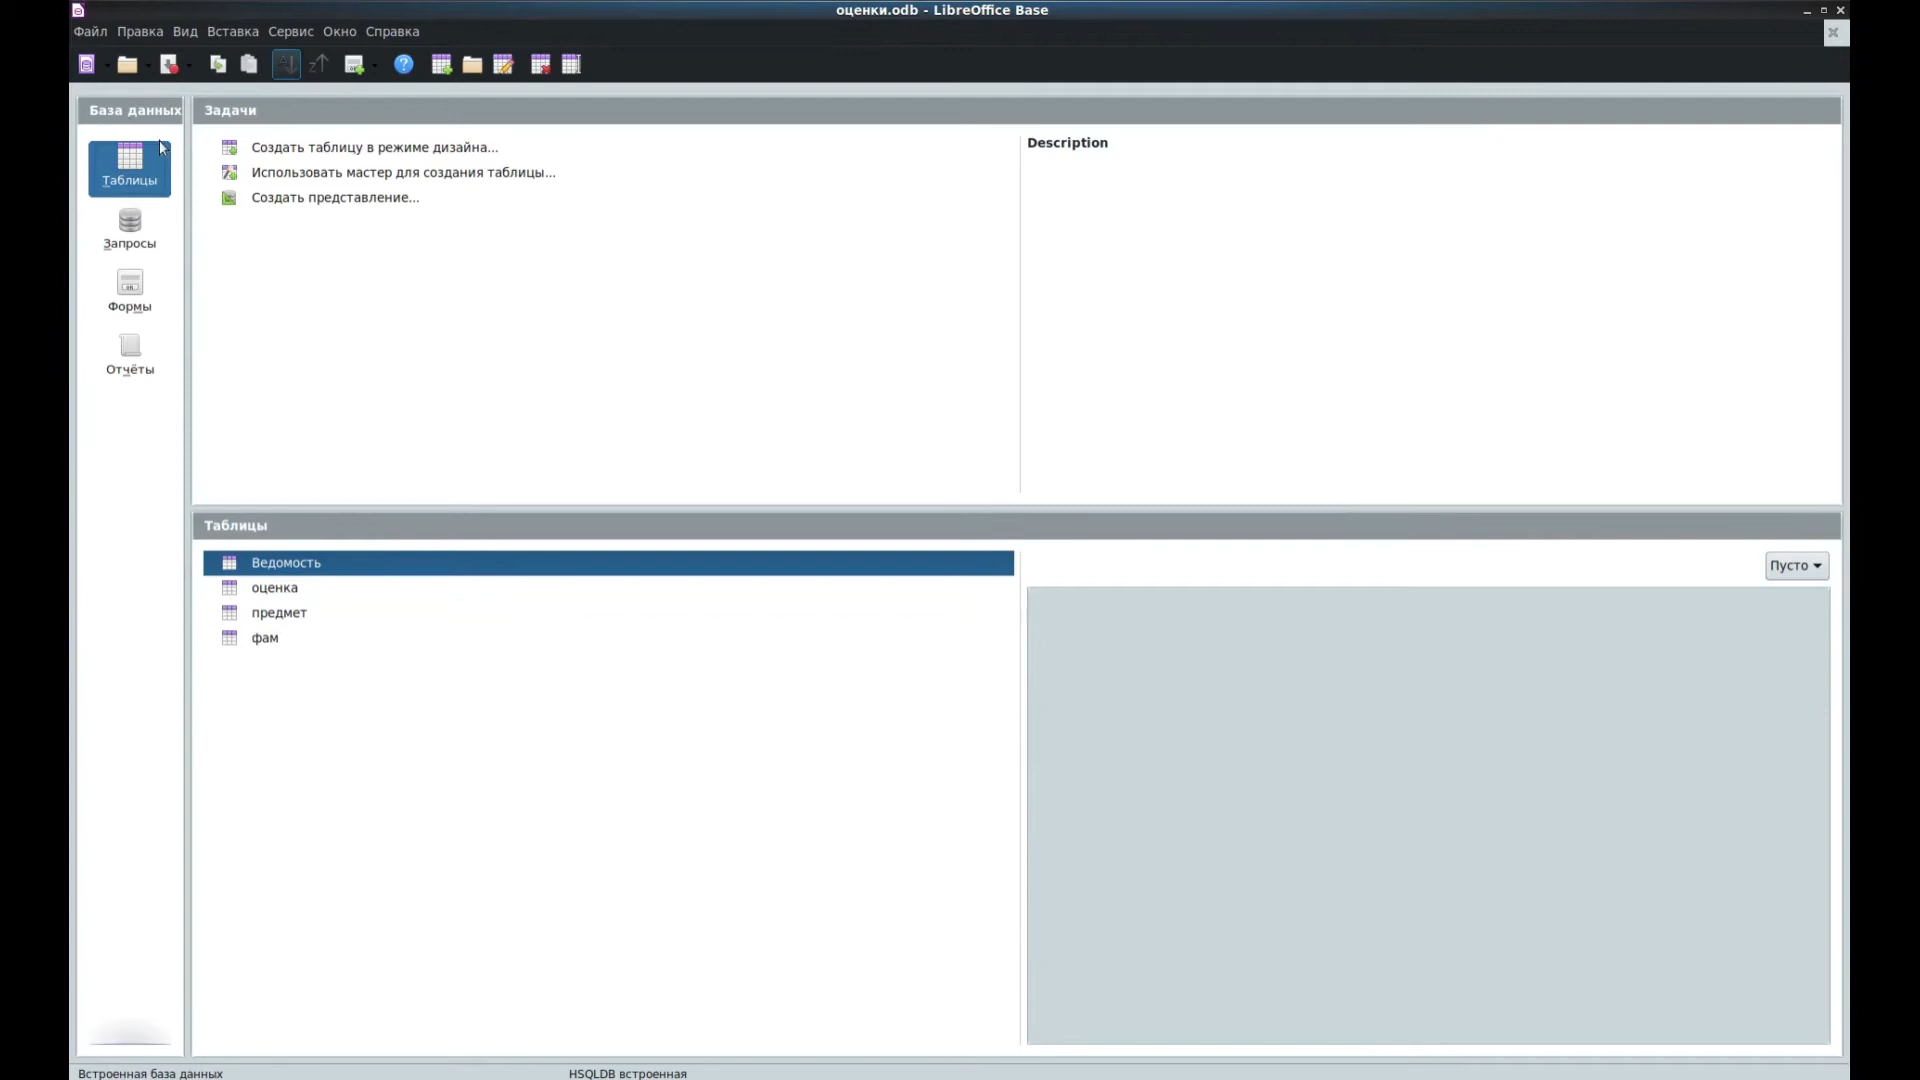 оценки.odb - LibreOffice Base
Файл Правка Вид Вставка Сервис Окно Справка
База данных
Таблицы
Запросы
Формы
Отчёты
Задачи
Создать таблицу в режиме дизайна...
Использовать мастер для создания таблицы...
Создать представление...
Description
Таблицы
Ведомость
оценка
предмет
фам
Пусто
Встроенная база данных
HSQLDB встроенная